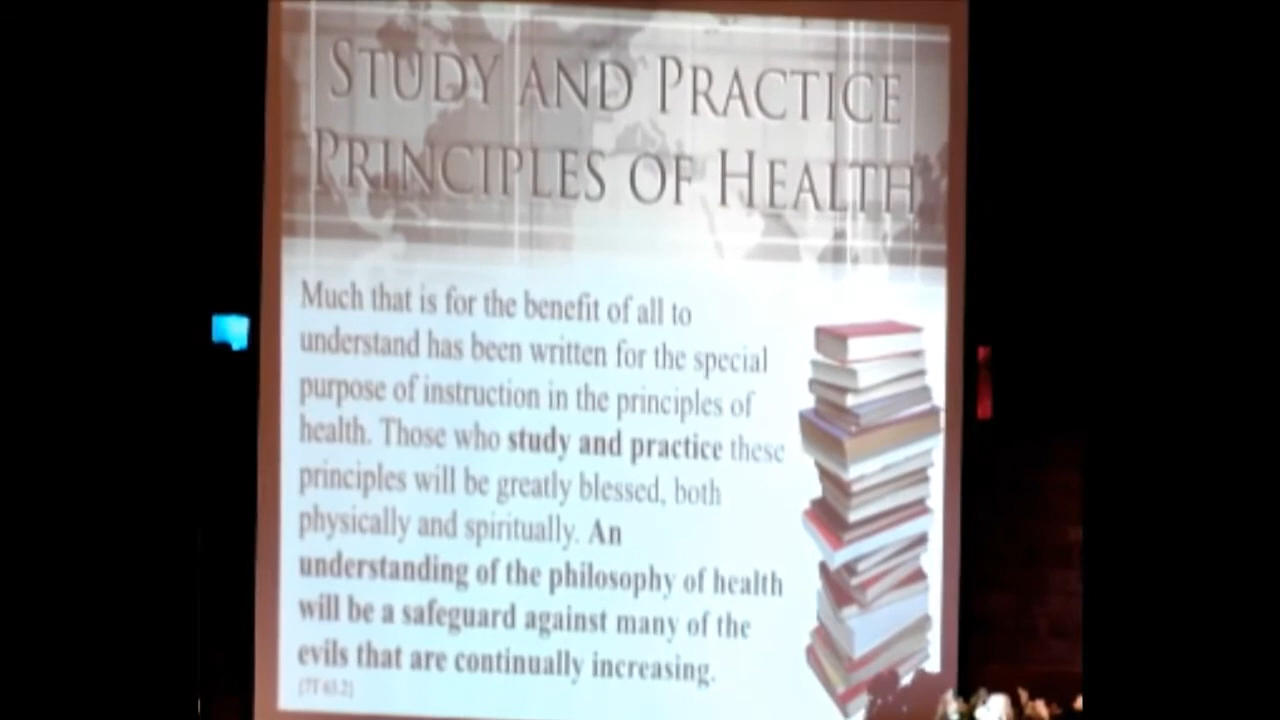 STUDY AND PRACTICE
PRINCIPLES OF HEALTH
Much that is for the benefit of all to
understand has been written for the special
purpose of instruction in the principles of
health. Those who study and practice these
principles will be greatly blessed, both
physically and spiritually. An
understanding of the philosophy of health
will be a safeguard against many of the
evils that are continually increasing.
{7T 63.2}